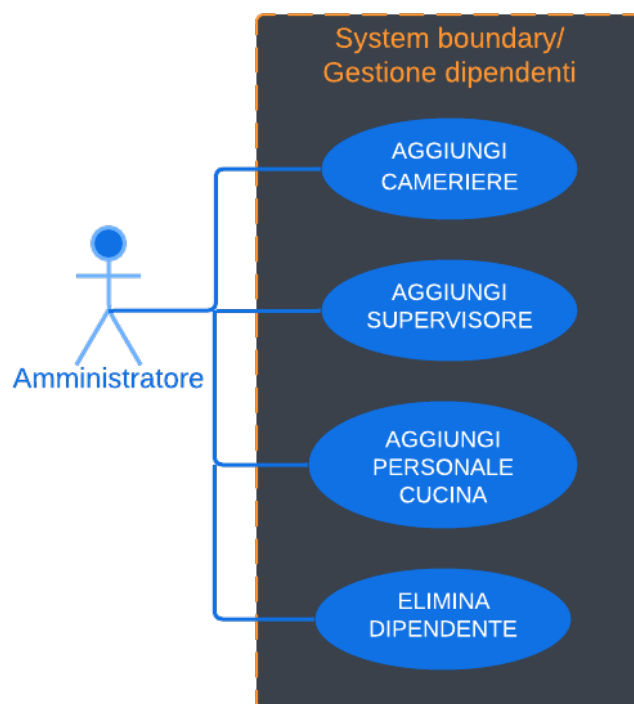 System boundary/
Gestione dipendenti
AGGIUNGI
CAMERIERE
AGGIUNGI
SUPERVISORE
Amministratore
AGGIUNGI
PERSONALE
CUCINA
ELIMINA
DIPENDENTE